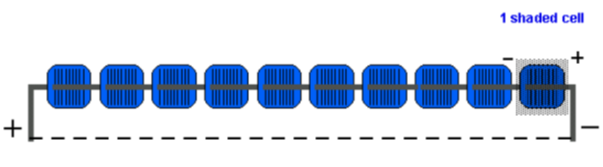 1 shaded cell
- +
+ -